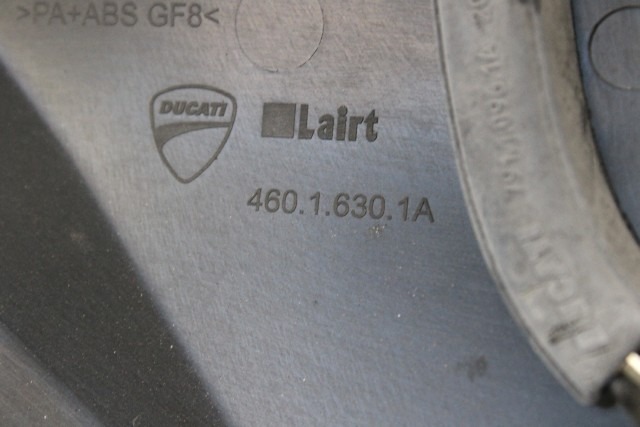 >PA+ABS GF8<
DUCATI
Lairt
460.1.630.1A